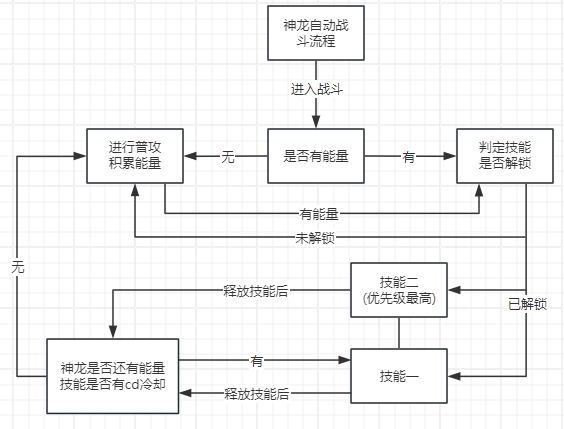 神龙自动战
斗流程
进入战斗
进行普攻
积累能量
无
是否有能量
有
判定技能
是否解锁
有能量
未解锁
无
技能二
(优先级最高)
释放技能后
已解锁
神龙是否还有能量
技能是否有cd冷却
有
技能一
释放技能后